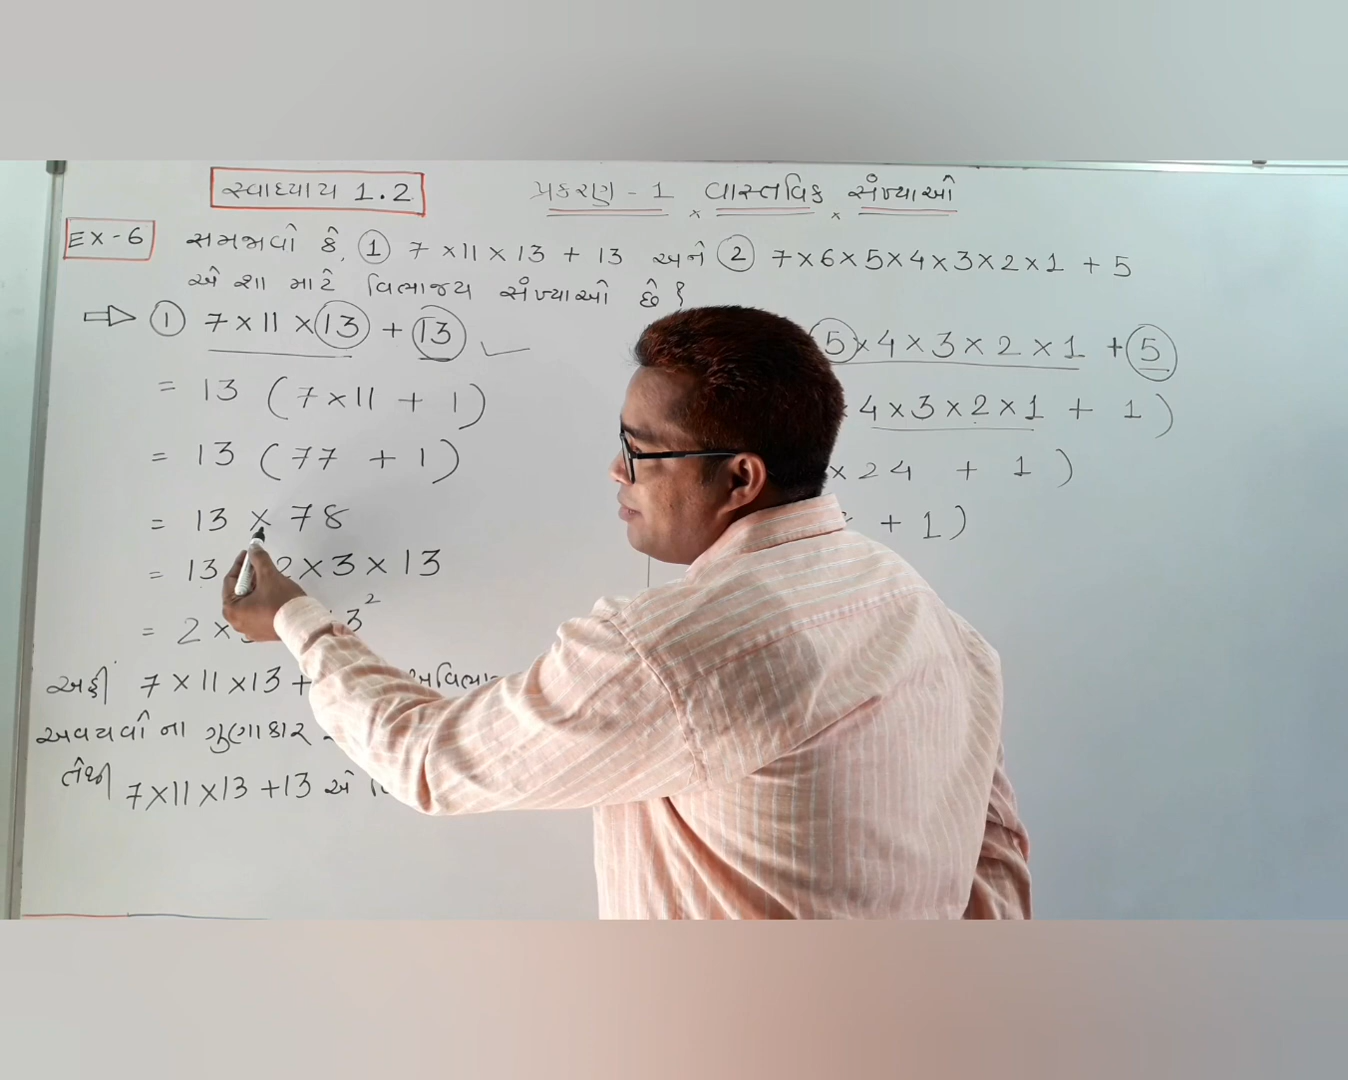 સ્વાધ્યાય 1.2
પ્રકરણ - 1 વાસ્તવિક સંખ્યાઓ
EX-6 સમજાવો કે, ① 7 × 11 × 13 + 13 અને ② 7×6×5×4×3×2×1 + 5
એ શા માટે વિભાજ્ય સંખ્યાઓ છે ?
⇒ ① 7 × 11 × 13 + 13 ✓
= 13 (7 × 11 + 1)
= 13 (77 + 1)
= 13 × 78
= 13 2 × 3 × 13
= 2 × 3²
અહીં 7 × 11 × 13 +
અવયવોના ગુણાકાર
તેથી 7×11×13 +13 એ
5 × 4 × 3 × 2 × 1 + 5
4 × 3 × 2 × 1 + 1)
× 24 + 1)
+ 1)